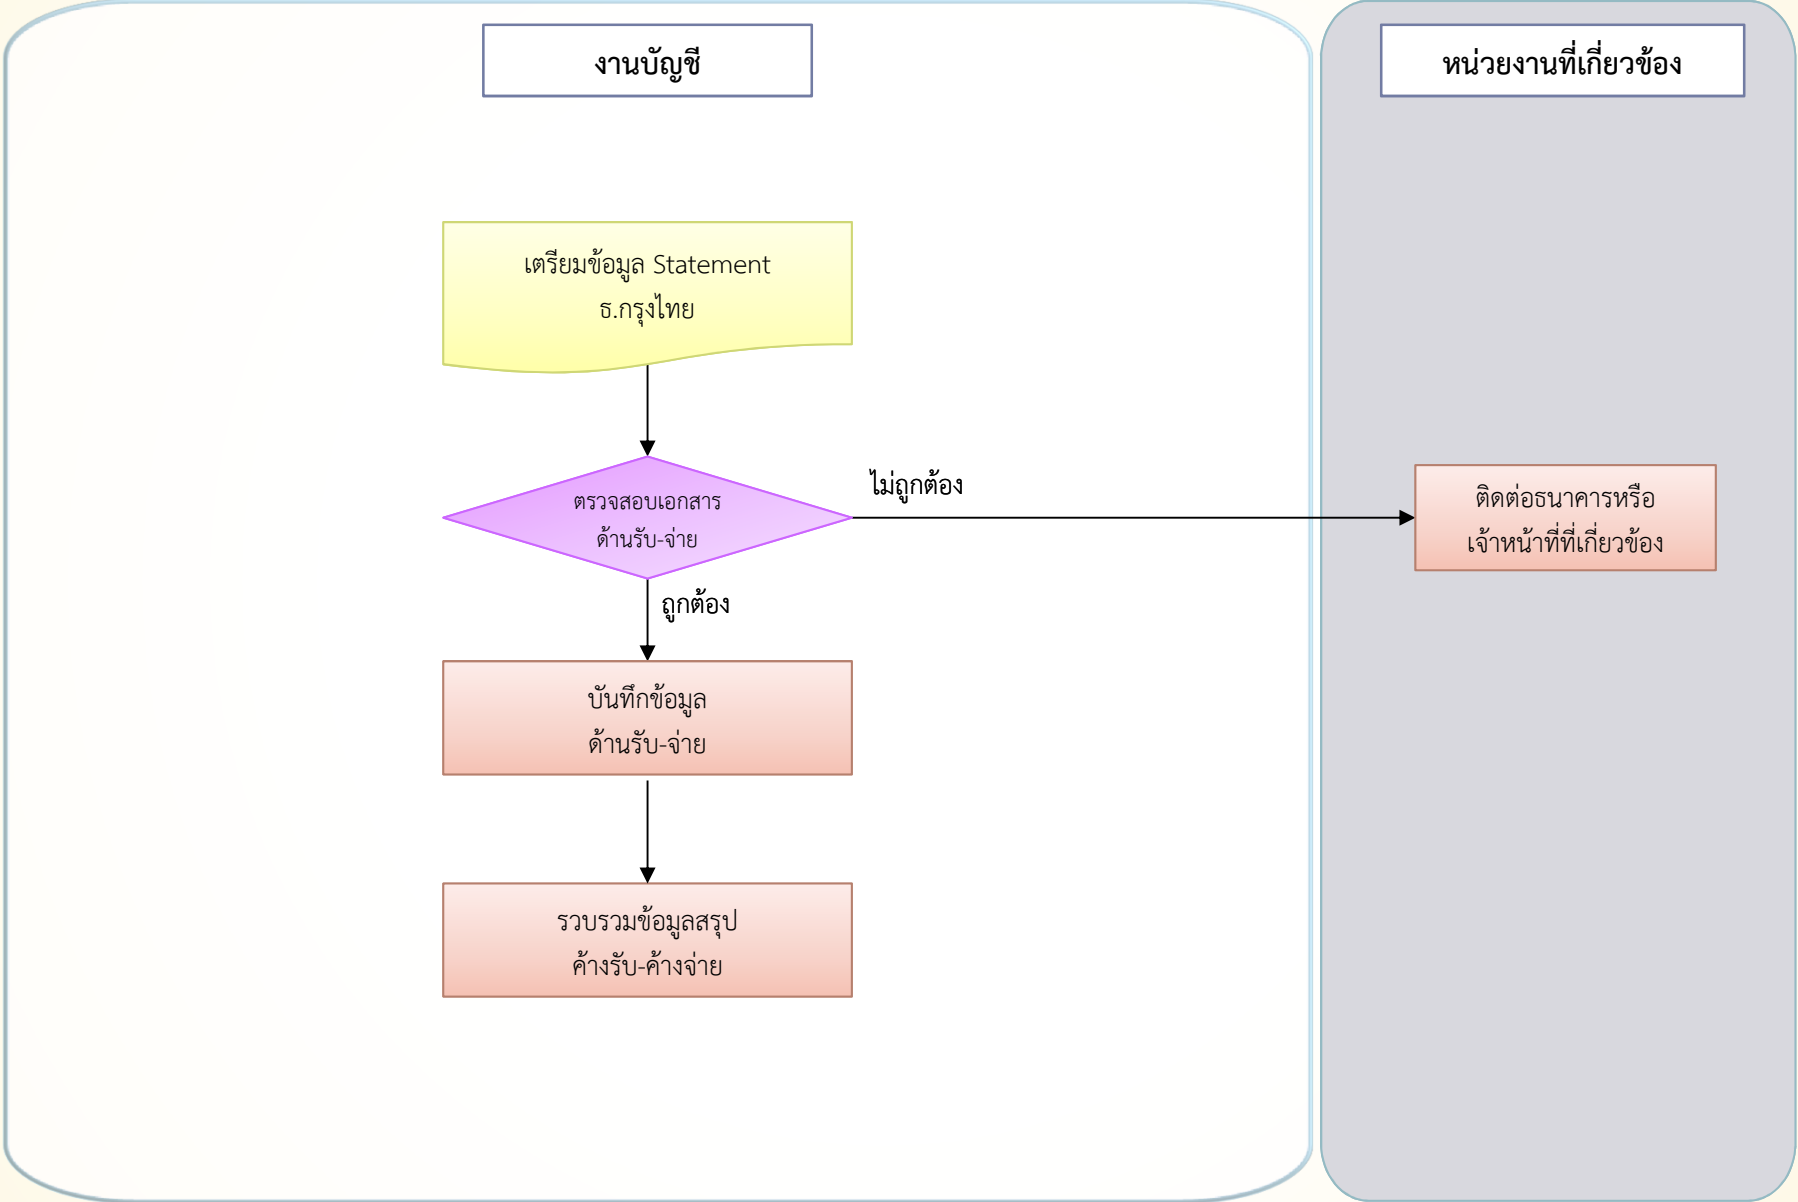 งานบัญชี
หน่วยงานที่เกี่ยวข้อง
เตรียมข้อมูล Statement
ธ.กรุงไทย
ตรวจสอบเอกสาร
ด้านรับ-จ่าย
ไม่ถูกต้อง
ติดต่อธนาคารหรือ
เจ้าหน้าที่ที่เกี่ยวข้อง
ถูกต้อง
บันทึกข้อมูล
ด้านรับ-จ่าย
รวบรวมข้อมูลสรุป
ค้างรับ-ค้างจ่าย